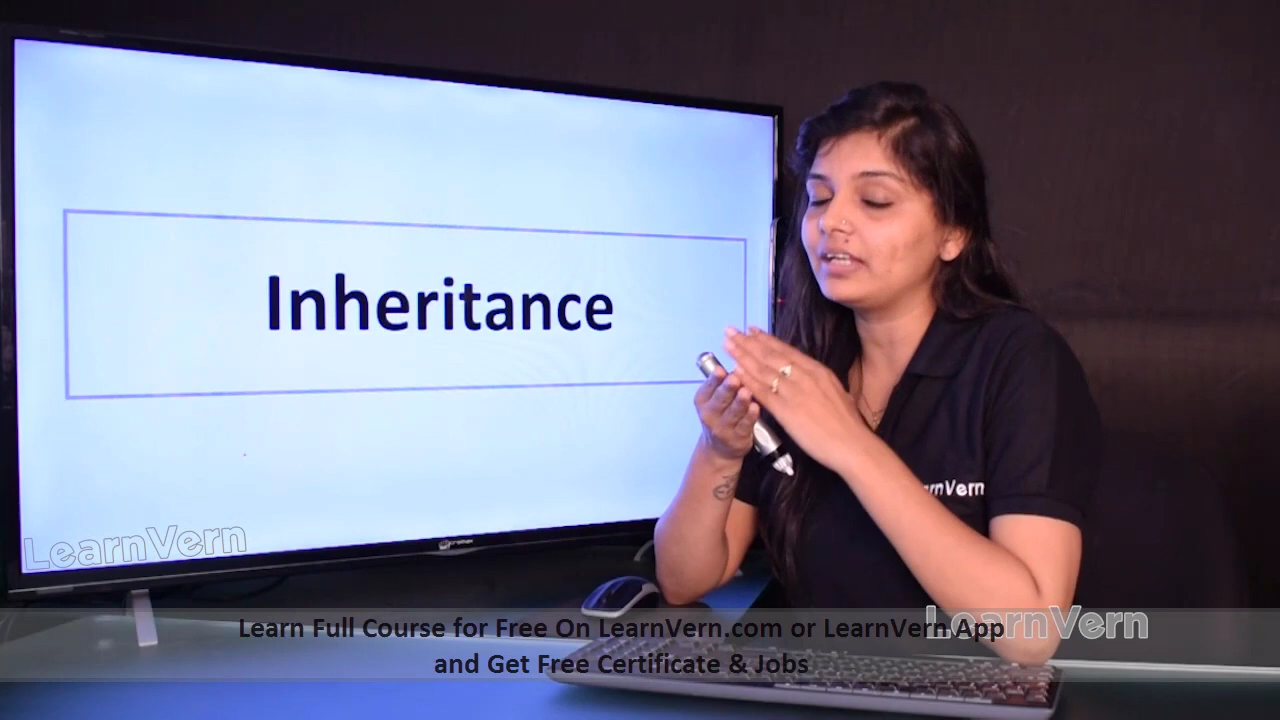 Inheritance
LearnVern
LearnVern
Learn Full Course for Free On LearnVern.com or LearnVern App
and Get Free Certificate & Jobs